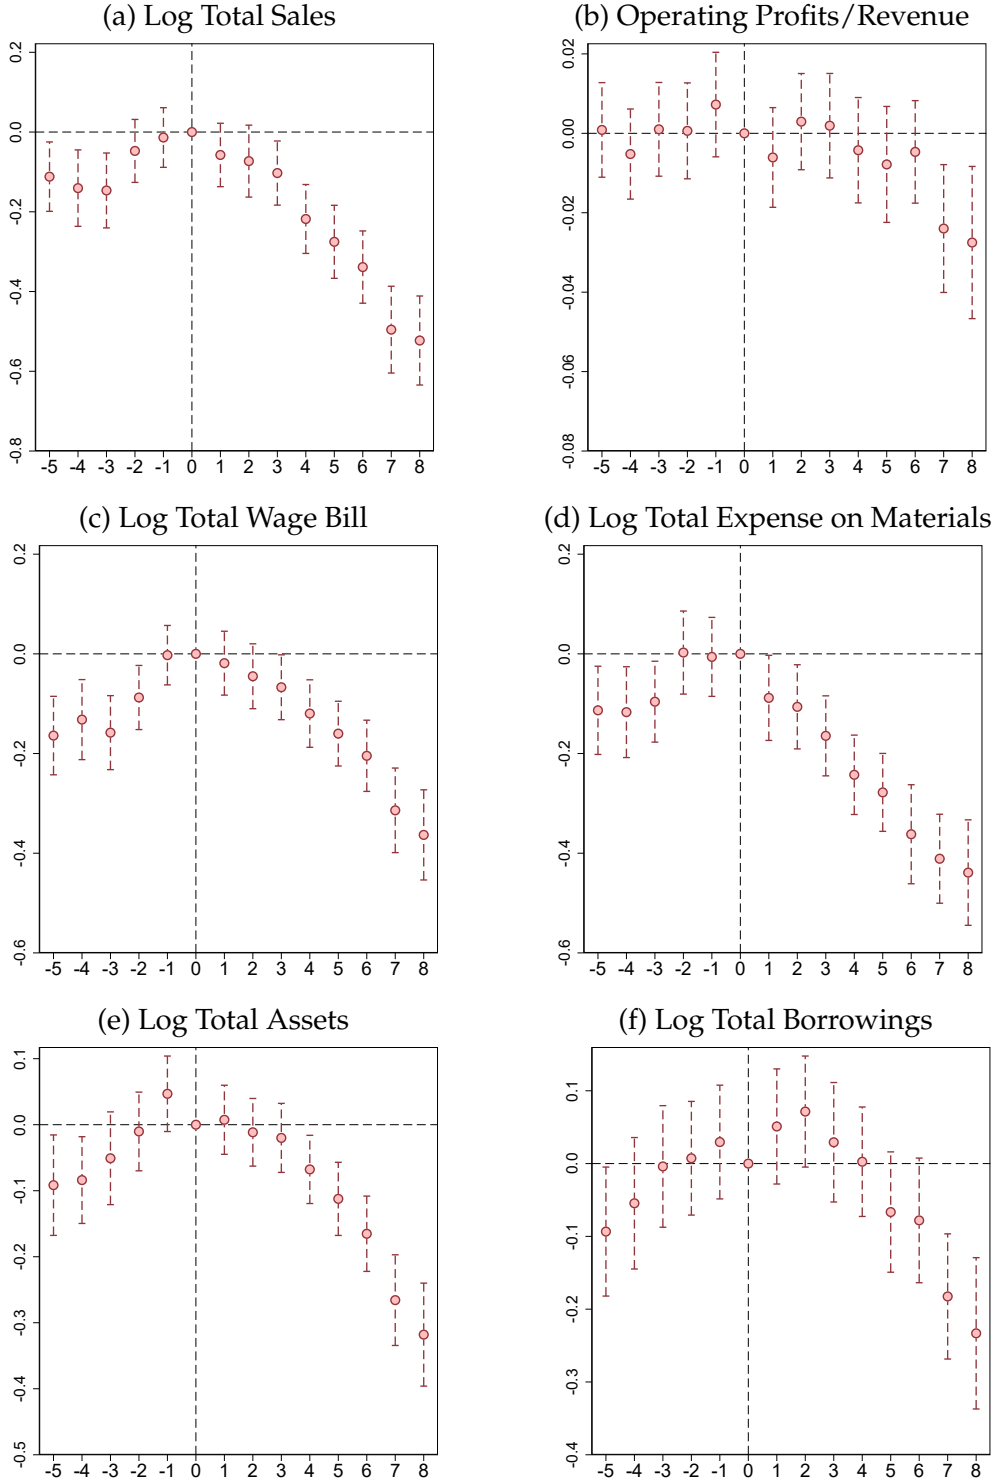 (a) Log Total Sales
0.2
0.0
-0.2
-0.4
-0.6
-0.8
-5 -4 -3 -2 -1 0 1 2 3 4 5 6 7 8
(b) Operating Profits/Revenue
0.02
0.00
-0.02
-0.04
-0.06
-0.08
-5 -4 -3 -2 -1 0 1 2 3 4 5 6 7 8
(c) Log Total Wage Bill
0.2
0.0
-0.2
-0.4
-0.6
-5 -4 -3 -2 -1 0 1 2 3 4 5 6 7 8
(d) Log Total Expense on Materials
0.2
0.0
-0.2
-0.4
-0.6
-5 -4 -3 -2 -1 0 1 2 3 4 5 6 7 8
(e) Log Total Assets
0.1
0.0
-0.1
-0.2
-0.3
-0.4
-0.5
-5 -4 -3 -2 -1 0 1 2 3 4 5 6 7 8
(f) Log Total Borrowings
0.1
0.0
-0.1
-0.2
-0.3
-0.4
-5 -4 -3 -2 -1 0 1 2 3 4 5 6 7 8